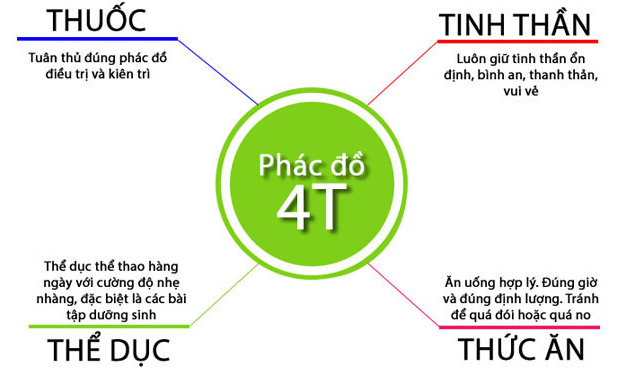 THUỐC
Tuân thủ đúng phác đồ
điều trị và kiên trì
TINH THẦN
Luôn giữ tinh thần ổn
định, bình an, thanh thản,
vui vẻ
Phác đồ
4T
Thể dục thể thao hàng
ngày với cường độ nhẹ
nhàng, đặc biệt là các bài
tập dưỡng sinh
THỂ DỤC
Ăn uống hợp lý. Đúng giờ
và đúng định lượng. Tránh
để quá đói hoặc quá no
THỨC ĂN